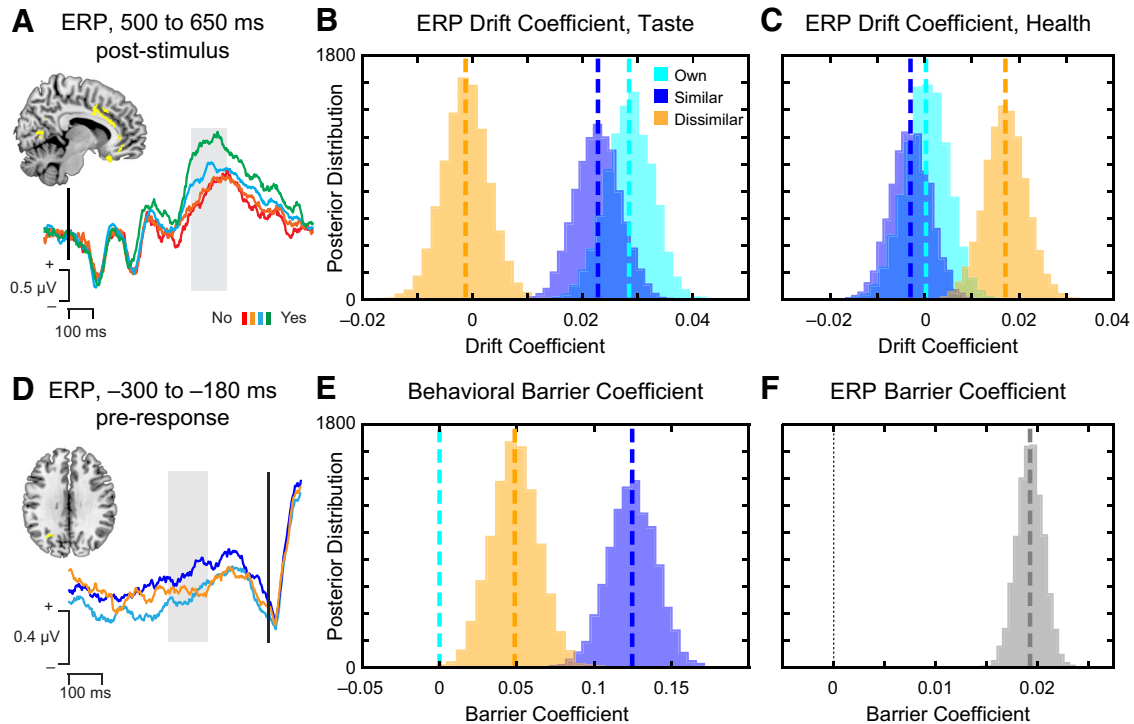 A ERP, 500 to 650 ms
post-stimulus
+
0.5 µV
−
100 ms
No Yes
B ERP Drift Coefficient, Taste
1800
Own
Similar
Dissimilar
Posterior Distribution
0
−0.02 0 0.02 0.04
Drift Coefficient
C ERP Drift Coefficient, Health
−0.02 0 0.02 0.04
Drift Coefficient
D ERP, −300 to −180 ms
pre-response
+
0.4 µV
−
100 ms
E Behavioral Barrier Coefficient
1800
Posterior Distribution
0
−0.05 0 0.05 0.1 0.15
Barrier Coefficient
F ERP Barrier Coefficient
0 0.01 0.02
Barrier Coefficient